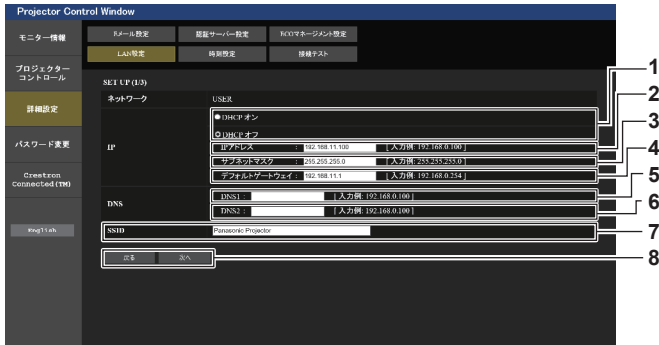 Projector Control Window
モニター情報
プロジェクター
コントロール
詳細設定
パスワード変更
Crestron
Connected(TM)
English
Eメール設定 認証サーバー設定 ECOマネージメント設定
LAN設定 時刻設定 接続テスト
SET UP (1/3)
ネットワーク USER
IP
DHCP オン
DHCP オフ
IPアドレス : 192.168.11.100 [ 入力例: 192.168.0.100 ]
サブネットマスク : 255.255.255.0 [ 入力例: 255.255.255.0 ]
デフォルトゲートウェイ : 192.168.11.1 [ 入力例: 192.168.0.254 ]
DNS
DNS1 : [ 入力例: 192.168.0.100 ]
DNS2 : [ 入力例: 192.168.0.100 ]
SSID Panasonic Projector
戻る 次へ
1
2
3
4
5
6
7
8